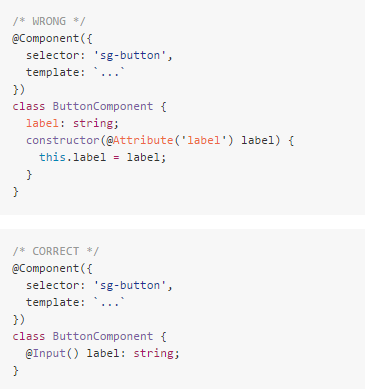 /* WRONG */
@Component({
  selector: 'sg-button',
  template: `...`
})
class ButtonComponent {
  label: string;
  constructor(@Attribute('label') label) {
    this.label = label;
  }
}
/* CORRECT */
@Component({
  selector: 'sg-button',
  template: `...`
})
class ButtonComponent {
  @Input() label: string;
}